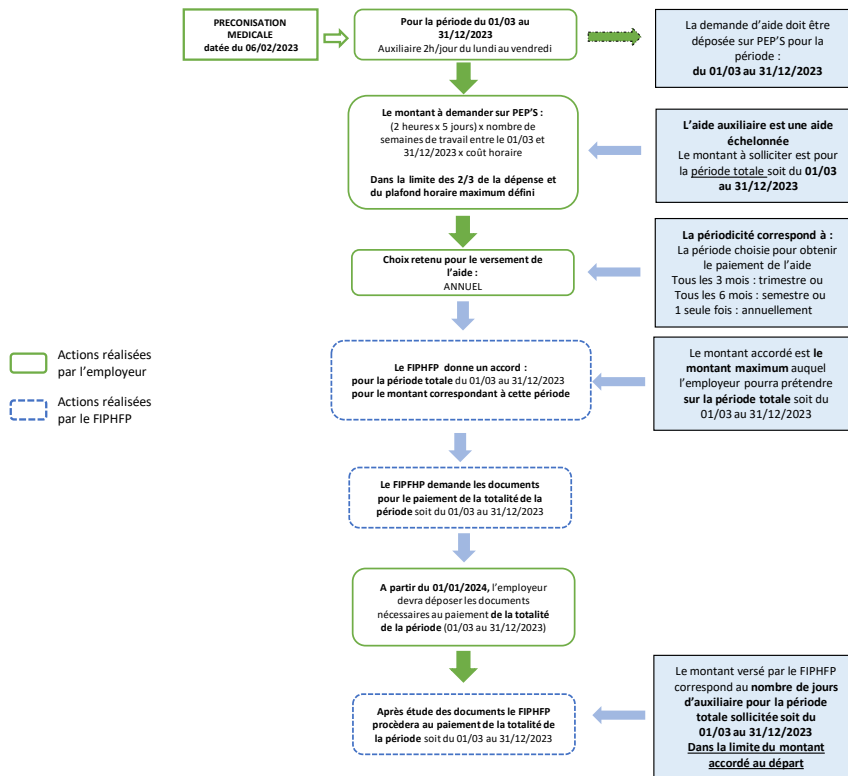 PRECONISATION
MEDICALE
datée du 06/02/2023
Pour la période du 01/03 au
31/12/2023
Auxiliaire 2h/jour du lundi au vendredi
La demande d'aide doit être
déposée sur PEP'S pour la
période :
du 01/03 au 31/12/2023
Le montant à demander sur PEP'S :
(2 heures x 5 jours) x nombre de
semaines de travail entre le 01/03 et
31/12/2023 x coût horaire
Dans la limite des 2/3 de la dépense et
du plafond horaire maximum défini
L'aide auxiliaire est une aide
échelonnée
Le montant à solliciter est pour
la période totale soit du 01/03
au 31/12/2023
Choix retenu pour le versement de
l'aide :
ANNUEL
La périodicité correspond à :
La période choisie pour obtenir
le paiement de l'aide
Tous les 3 mois : trimestre ou
Tous les 6 mois : semestre ou
1 seule fois : annuellement
Actions réalisées
par l'employeur
Actions réalisées
par le FIPHFP
Le FIPHFP donne un accord :
pour la période totale du 01/03 au 31/12/2023
pour le montant correspondant à cette période
Le montant accordé est le
montant maximum auquel
l'employeur pourra prétendre
sur la période totale soit du
01/03 au 31/12/2023
Le FIPFHP demande les documents
pour le paiement de la totalité de la
période soit du 01/03 au 31/12/2023
A partir du 01/01/2024, l'employeur
devra déposer les documents
nécessaires au paiement de la totalité
de la période (01/03 au 31/12/2023)
Après étude des documents le FIPHFP
procèdera au paiement de la totalité de
la période soit du 01/03 au 31/12/2023
Le montant versé par le FIPHFP
correspond au nombre de jours
d'auxiliaire pour la période
totale sollicitée soit du
01/03 au 31/12/2023
Dans la limite du montant
accordé au départ